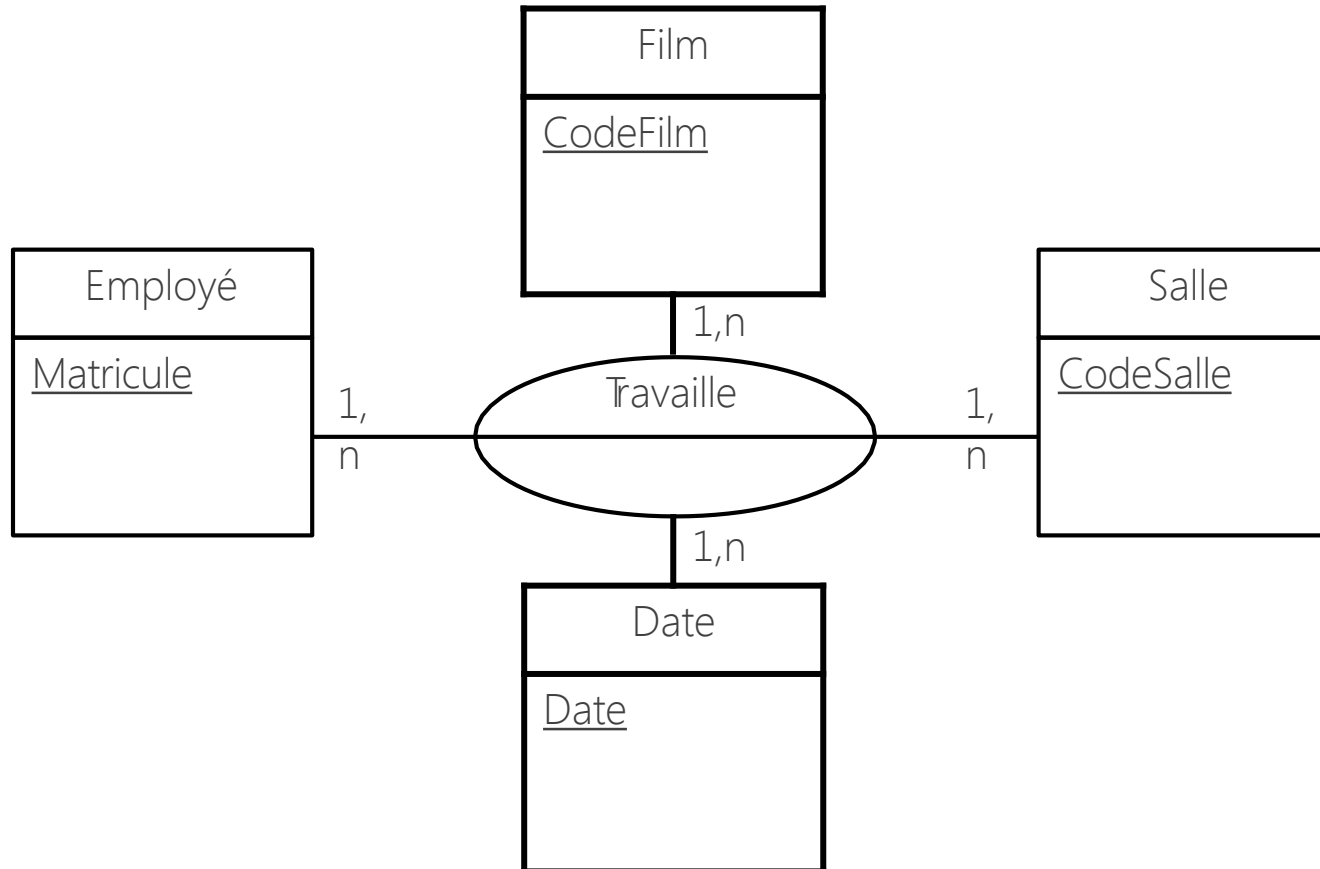 Film
CodeFilm
1,n
Employé
Matricule
1,
n
Travaille
1,
n
Salle
CodeSalle
1,n
Date
Date